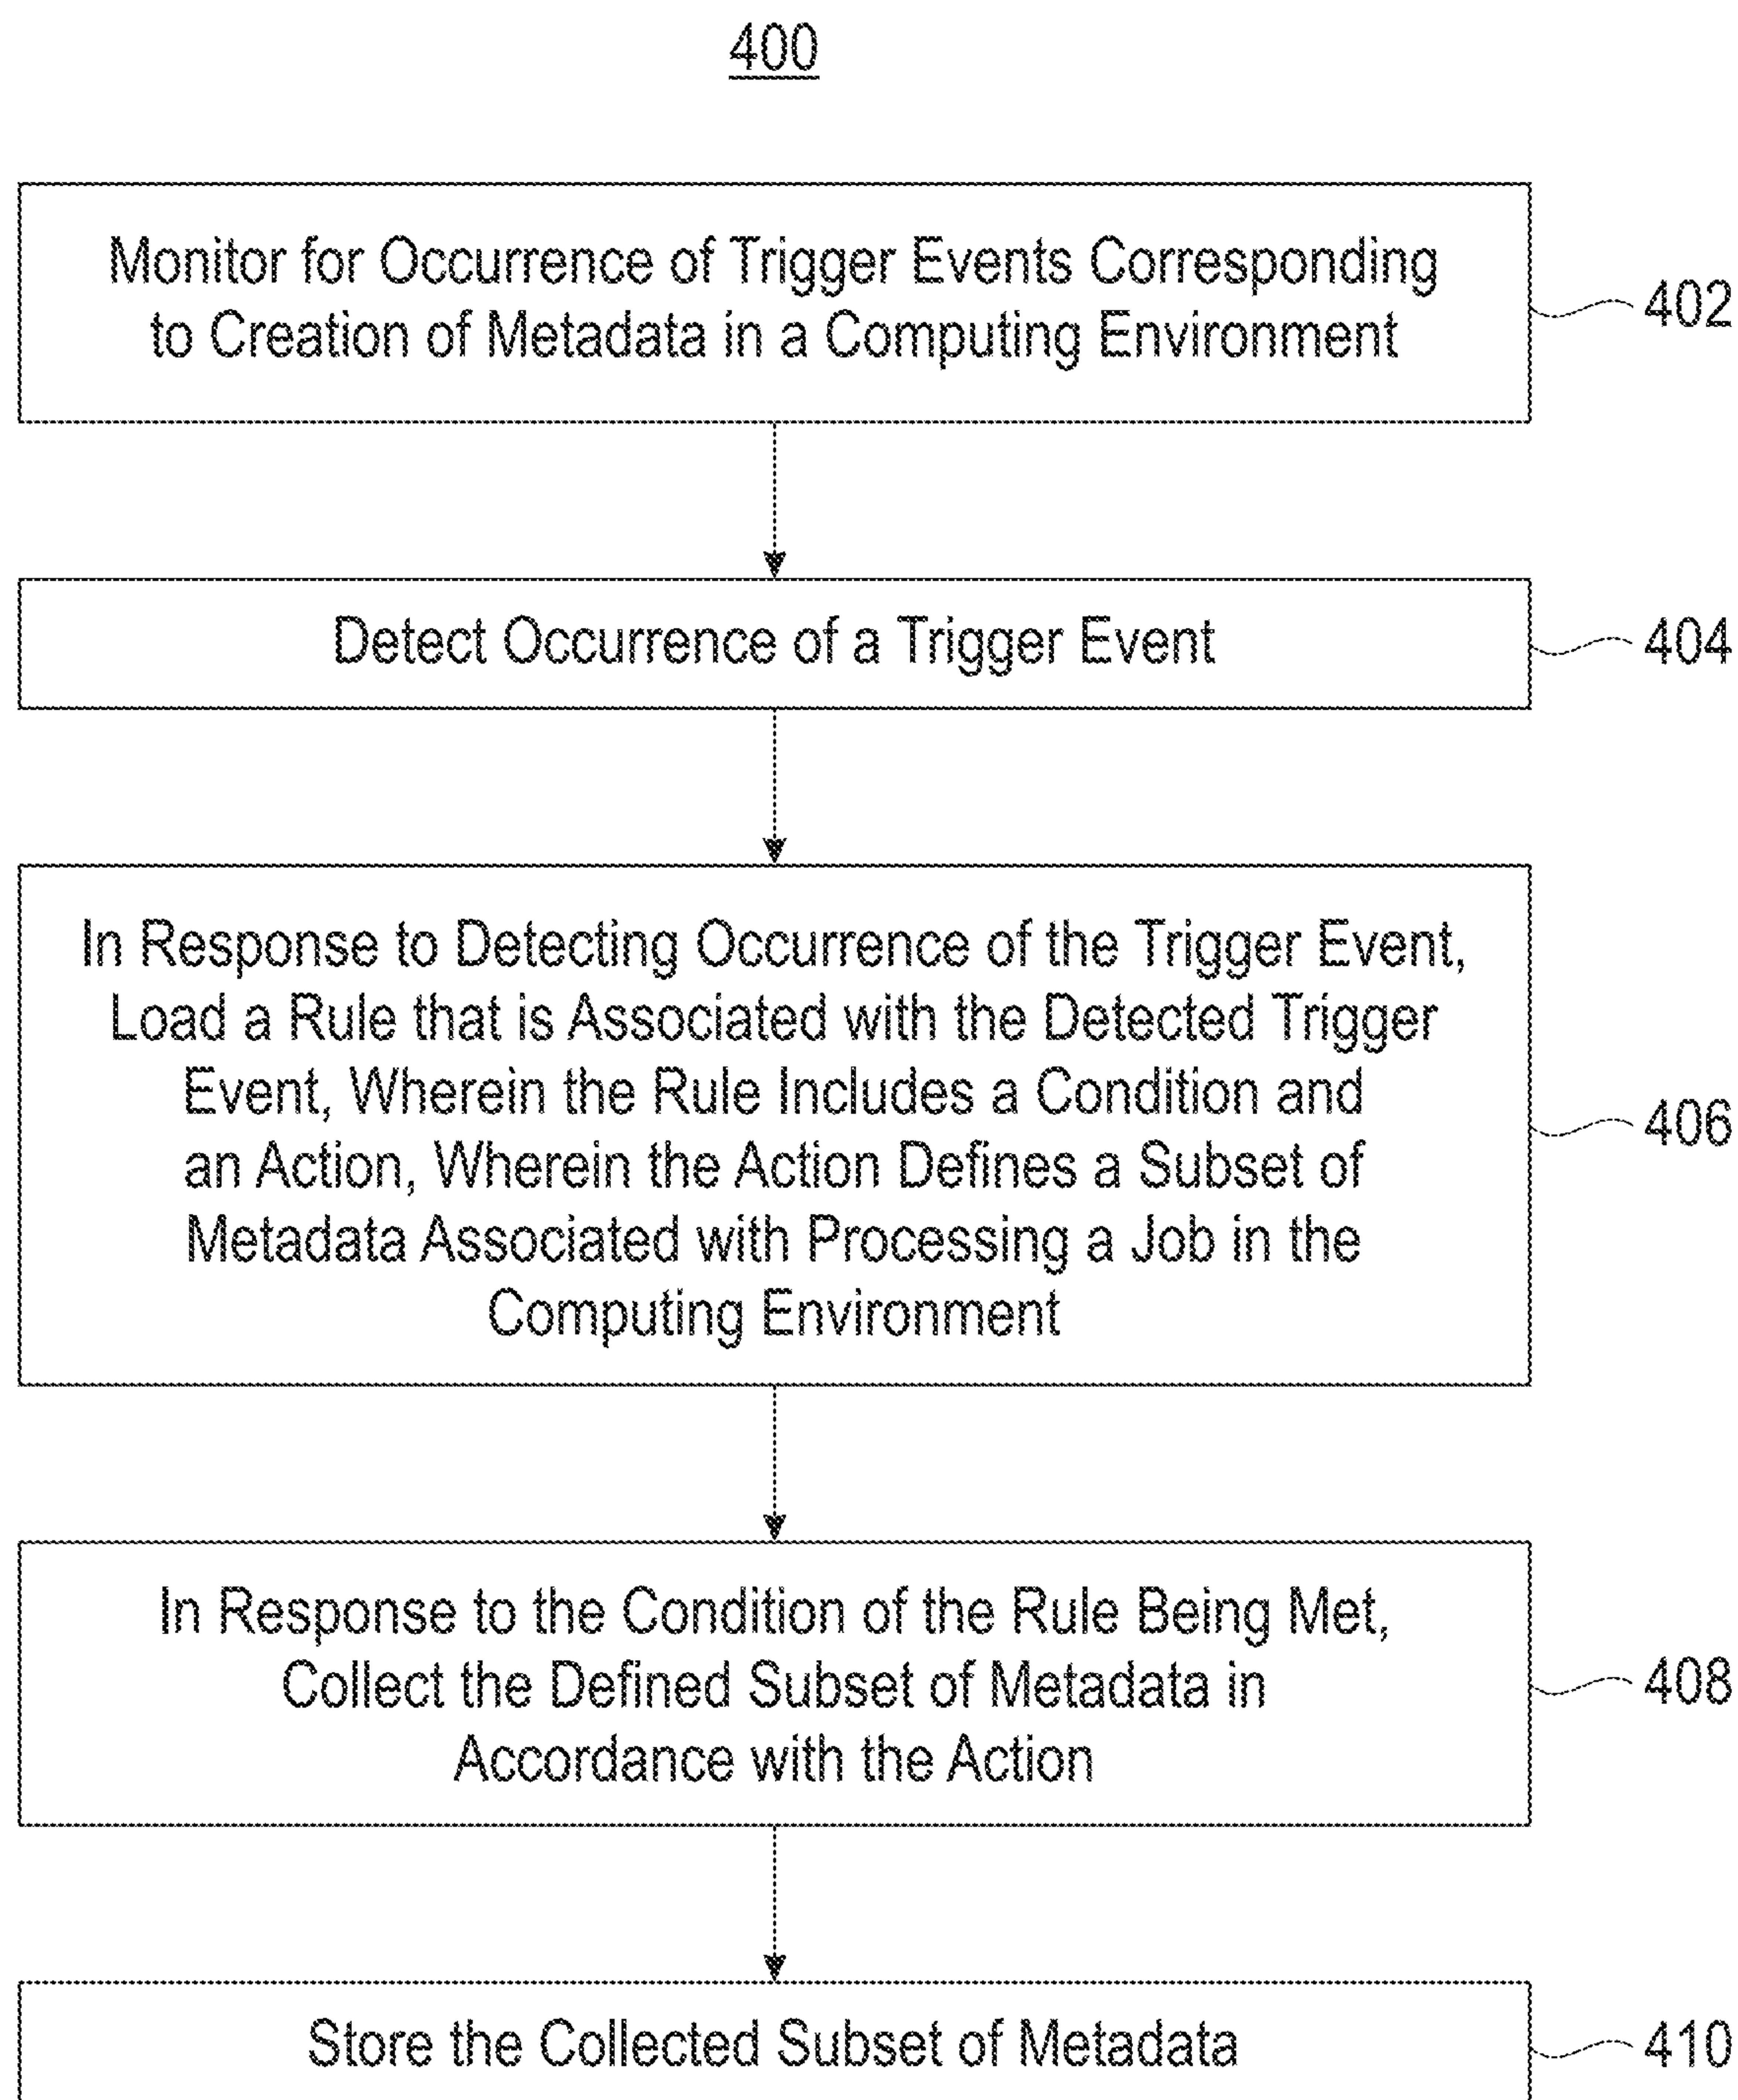 400
Monitor for Occurrence of Trigger Events Corresponding
to Creation of Metadata in a Computing Environment
402
Detect Occurrence of a Trigger Event
404
In Response to Detecting Occurrence of the Trigger Event,
Load a Rule that is Associated with the Detected Trigger
Event, Wherein the Rule Includes a Condition and
an Action, Wherein the Action Defines a Subset of
Metadata Associated with Processing a Job in the
Computing Environment
406
In Response to the Condition of the Rule Being Met,
Collect the Defined Subset of Metadata in
Accordance with the Action
408
Store the Collected Subset of Metadata
410